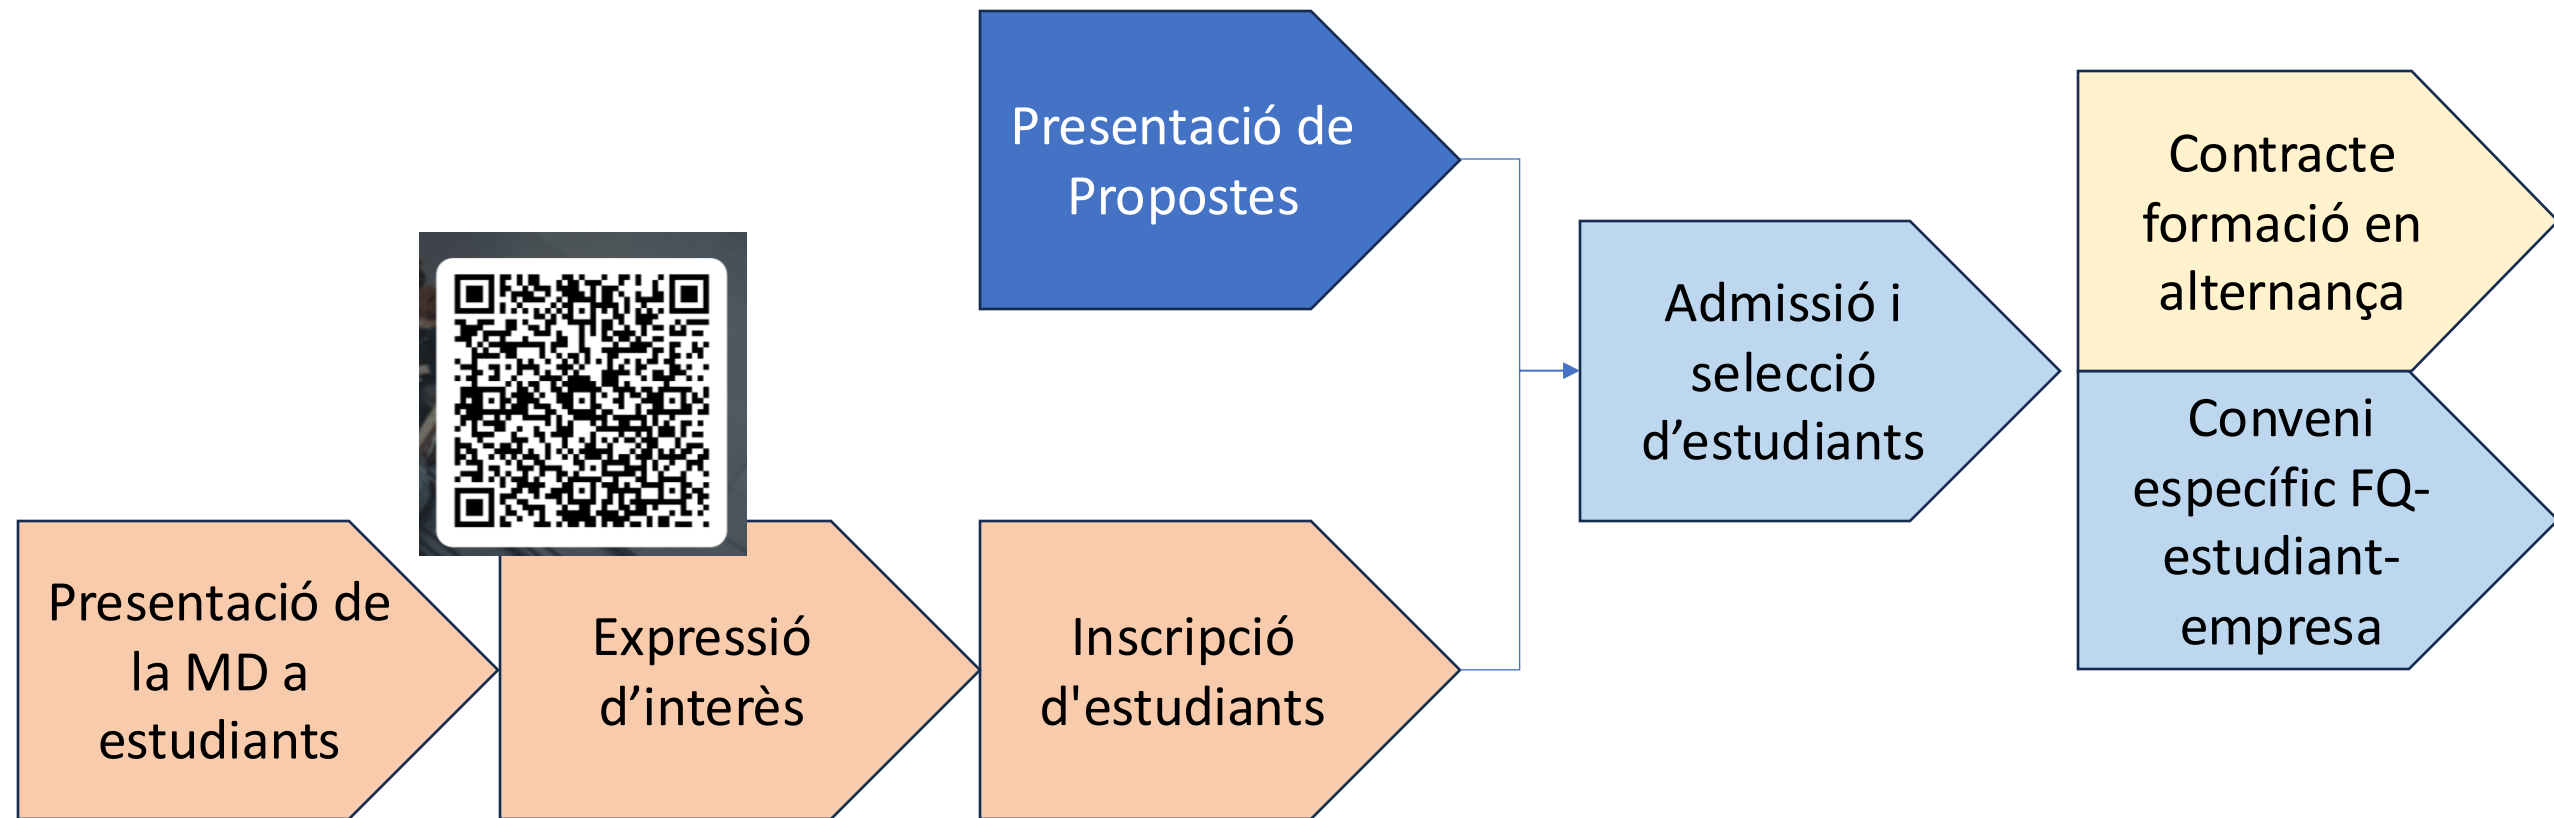 Presentació de
Propostes
Contracte
formació en
alternança
Admissió i
selecció
d’estudiants
Conveni
específic FQ-
estudiant-
empresa
Presentació de
la MD a
estudiants
Expressió
d’interès
Inscripció
d'estudiants